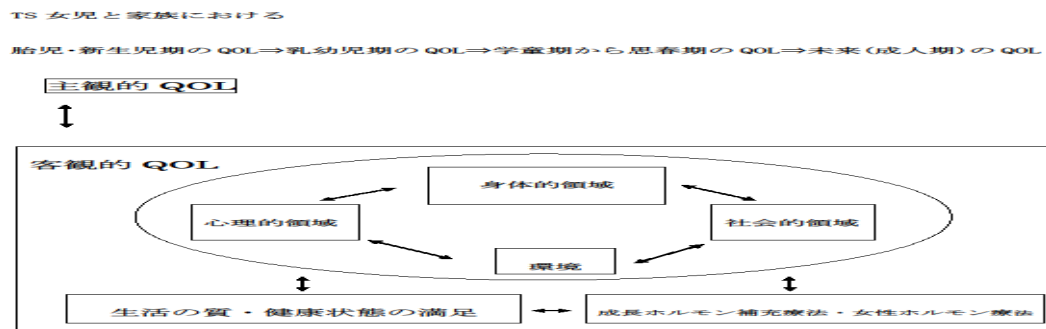 TS 女児と家族における
胎児・新生児期の QOL⇒乳幼児期の QOL⇒学童期から思春期の QOL⇒未来(成人期)の QOL
主観的 QOL
客観的 QOL
身体的領域
心理的領域
社会的領域
環境
生活の質・健康状態の満足
成長ホルモン補充療法・女性ホルモン療法